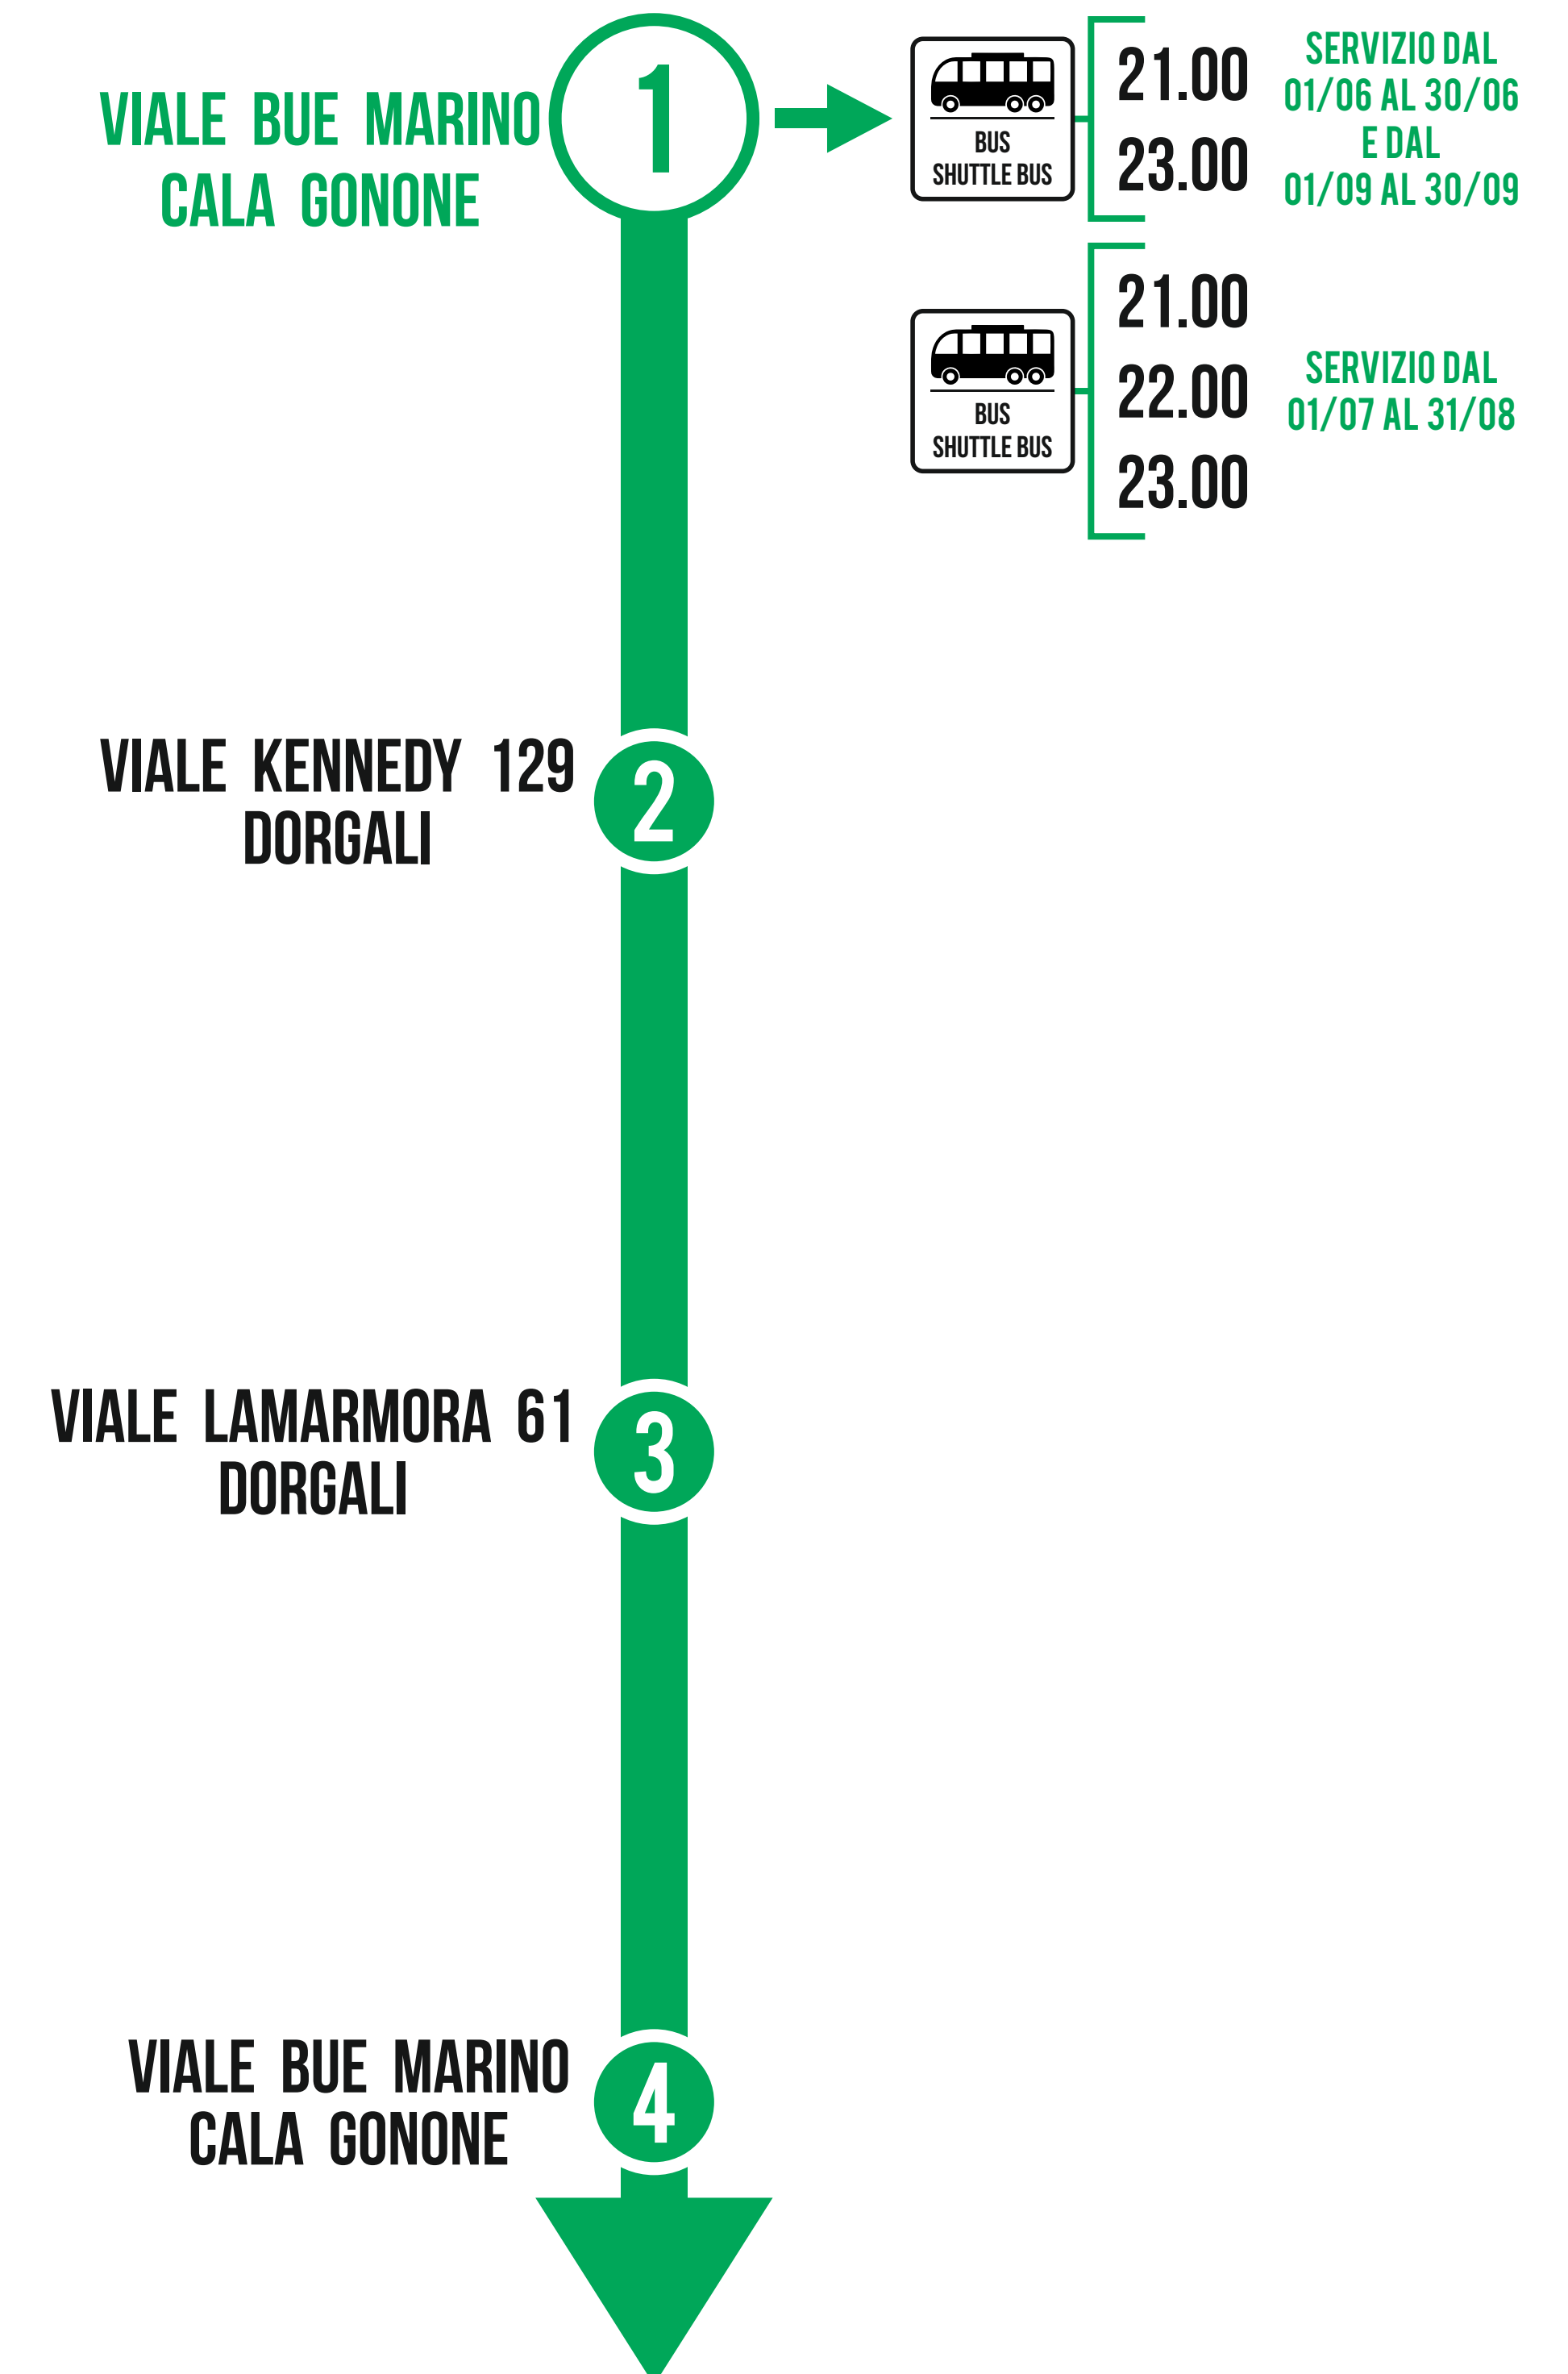 VIALE BUE MARINO
CALA GONONE
1
BUS
SHUTTLE BUS
21.00
23.00
SERVIZIO DAL
01/06 AL 30/06
E DAL
01/09 AL 30/09
BUS
SHUTTLE BUS
21.00
22.00
23.00
SERVIZIO DAL
01/07 AL 31/08
VIALE KENNEDY 129
DORGALI
2
VIALE LAMARMORA 61
DORGALI
3
VIALE BUE MARINO
CALA GONONE
4